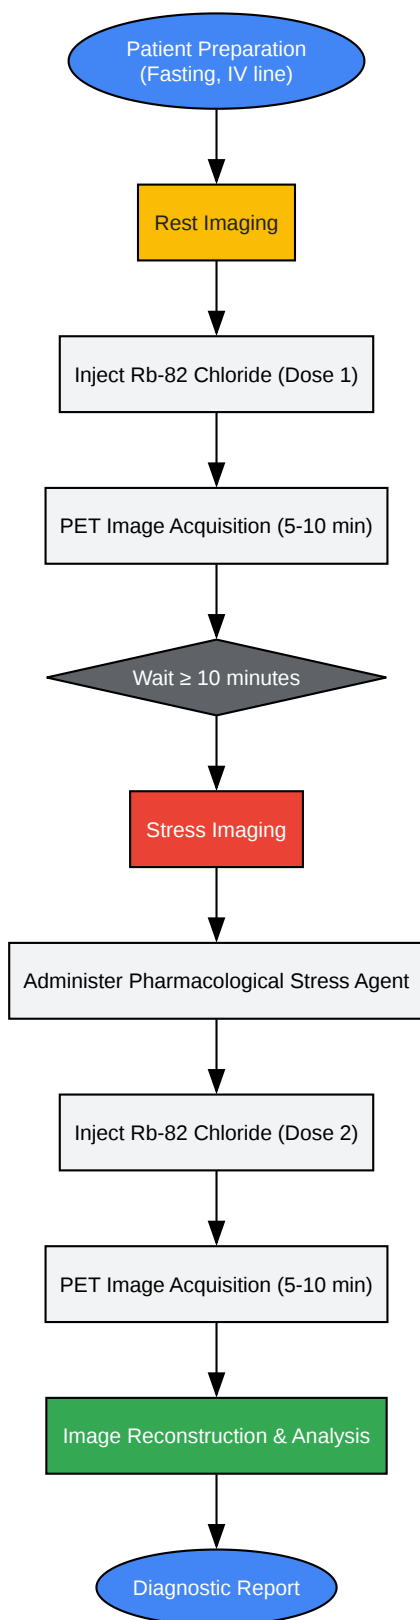 Patient Preparation
(Fasting, IV line)
Rest Imaging
Inject Rb-82 Chloride (Dose 1)
PET Image Acquisition (5-10 min)
Wait ≥ 10 minutes
Stress Imaging
Administer Pharmacological Stress Agent
Inject Rb-82 Chloride (Dose 2)
PET Image Acquisition (5-10 min)
Image Reconstruction & Analysis
Diagnostic Report